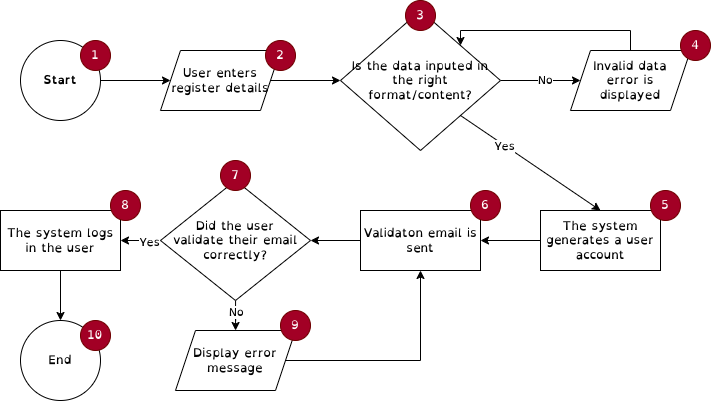 1
Start
2
User enters
register details
3
Is the data inputed in
the right
format/content?
No
4
Invalid data
error is
displayed
Yes
5
The system
generates a user
account
6
Validaton email is
sent
7
Did the user
validate their email
correctly?
Yes
8
The system logs
in the user
No
9
Display error
message
10
End